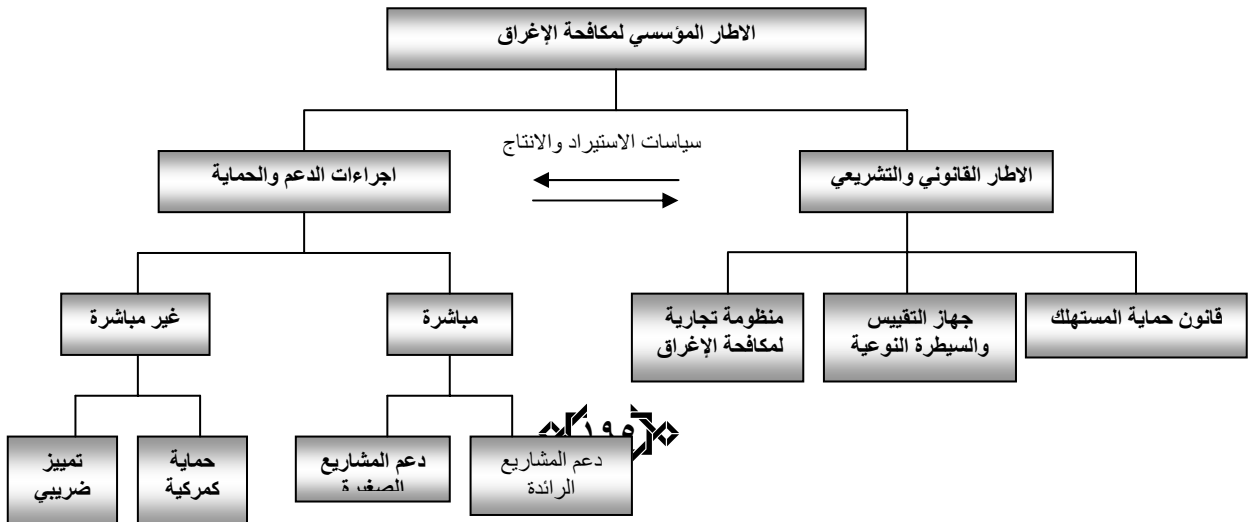 الاطار المؤسسي لمكافحة الإغراق
سياسات الاستيراد والانتاج
الاطار القانوني والتشريعي
اجراءات الدعم والحماية
قانون حماية المستهلك
جهاز التقييس
والسيطرة النوعية
منظومة تجارية
لمكافحة الإغراق
مباشرة
غير مباشرة
دعم المشاريع
الرائدة
دعم المشاريع
الصغيرة
حماية
كمركية
تمييز
ضريبي